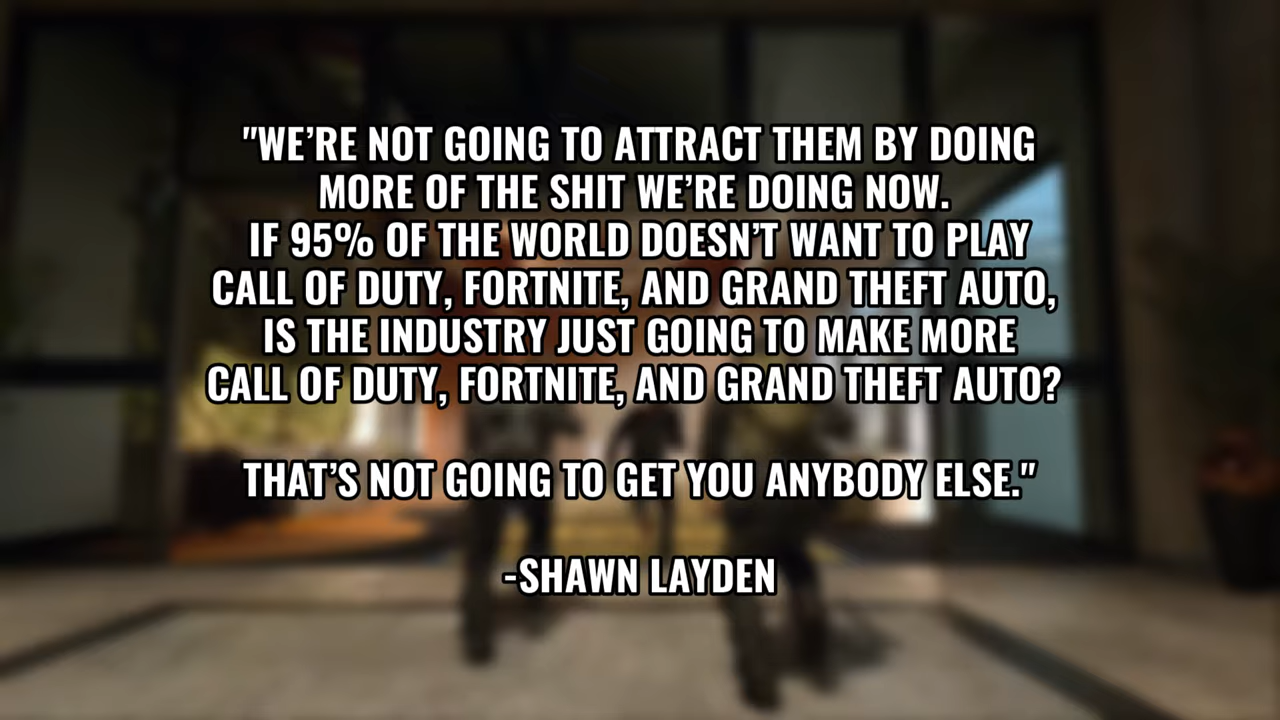 "WE’RE NOT GOING TO ATTRACT THEM BY DOING
MORE OF THE SHIT WE’RE DOING NOW.
IF 95% OF THE WORLD DOESN’T WANT TO PLAY
CALL OF DUTY, FORTNITE, AND GRAND THEFT AUTO,
IS THE INDUSTRY JUST GOING TO MAKE MORE
CALL OF DUTY, FORTNITE, AND GRAND THEFT AUTO?
THAT’S NOT GOING TO GET YOU ANYBODY ELSE."
-SHAWN LAYDEN